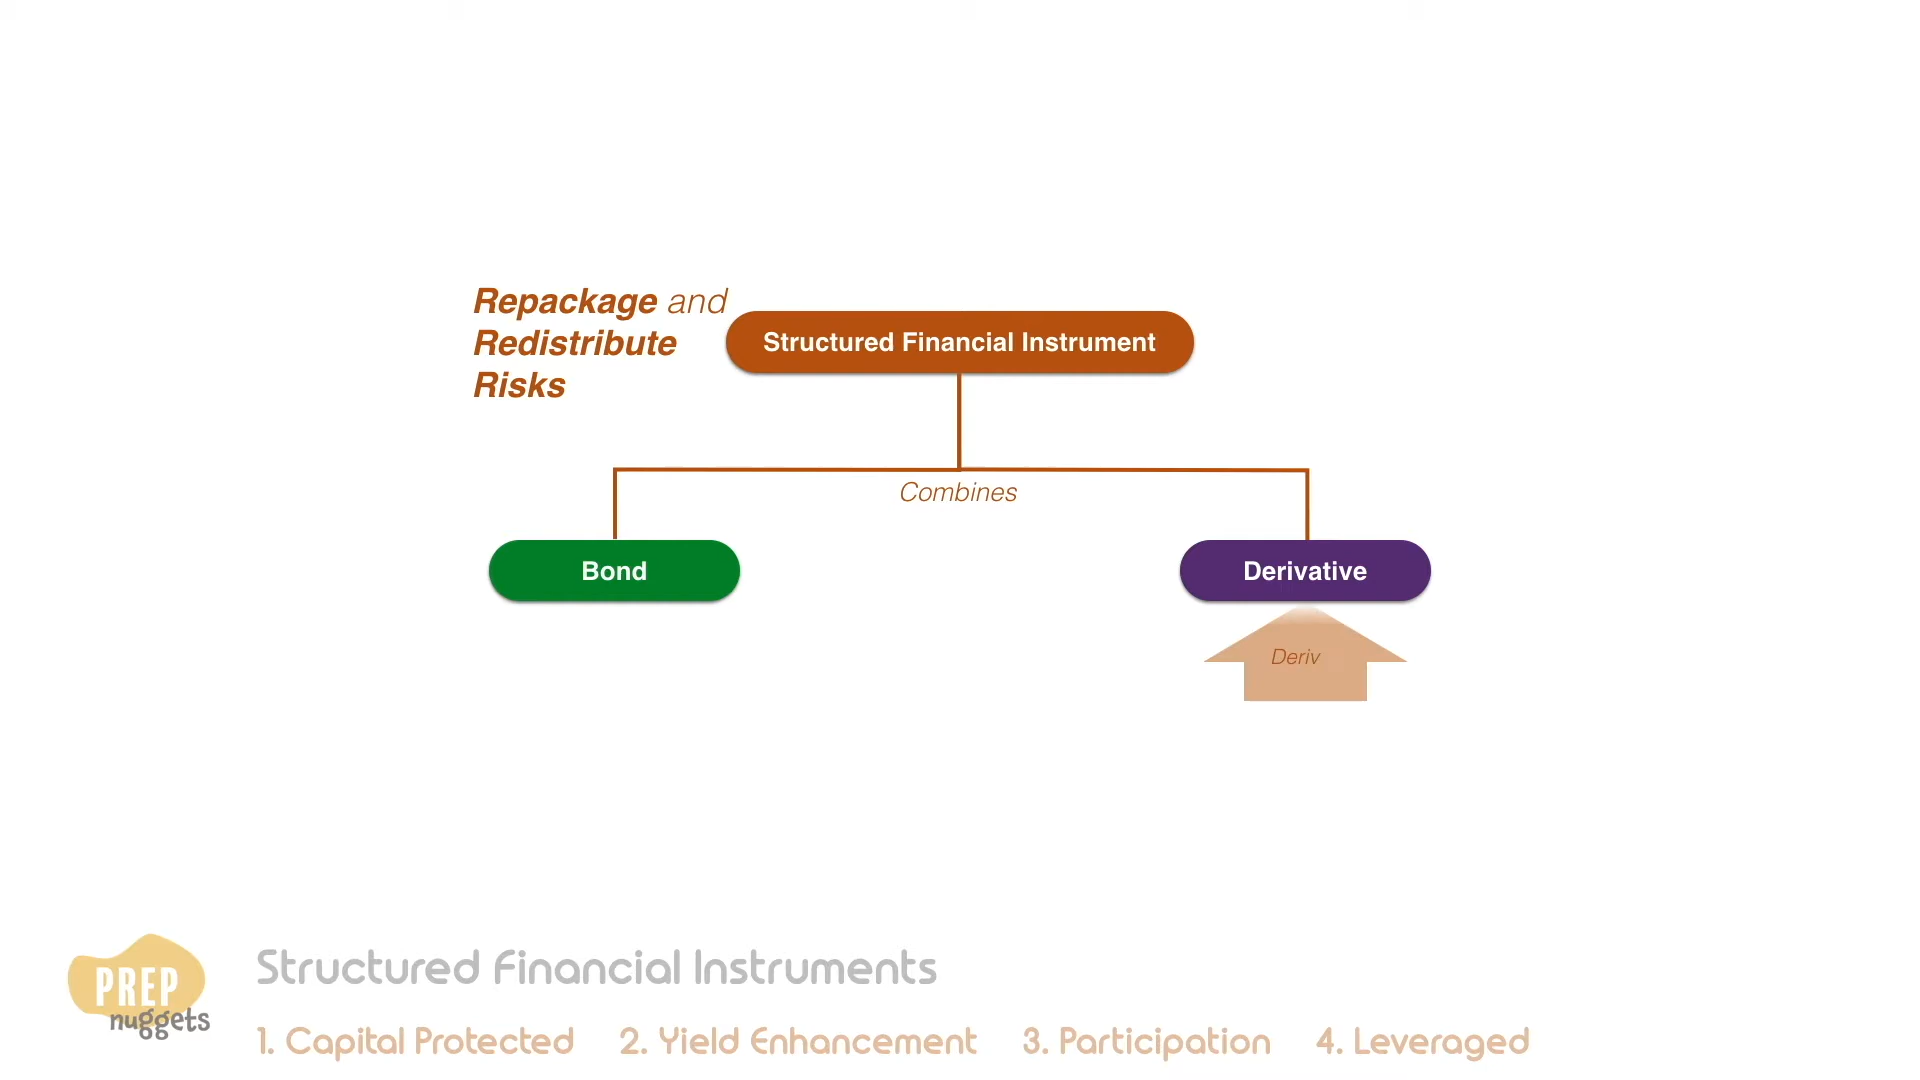 Repackage and
Redistribute
Risks
Structured Financial Instrument
Combines
Bond
Derivative
Deriv
PREP
nuggets
Structured Financial Instruments
1. Capital Protected 2. Yield Enhancement 3. Participation 4. Leveraged